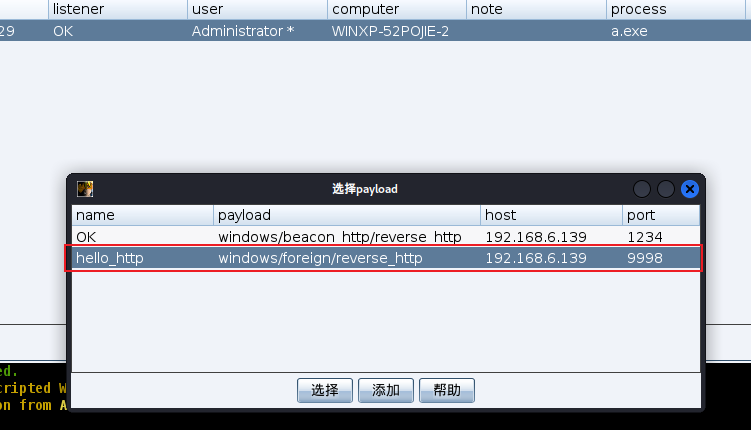 listener user computer note process
29 OK Administrator * WINXP-52POJIE-2 a.exe
选择payload
name payload host port
OK windows/beacon_http/reverse_http 192.168.6.139 1234
hello_http windows/foreign/reverse_http 192.168.6.139 9998
选择 添加 帮助
ed.
cripted W
on from A